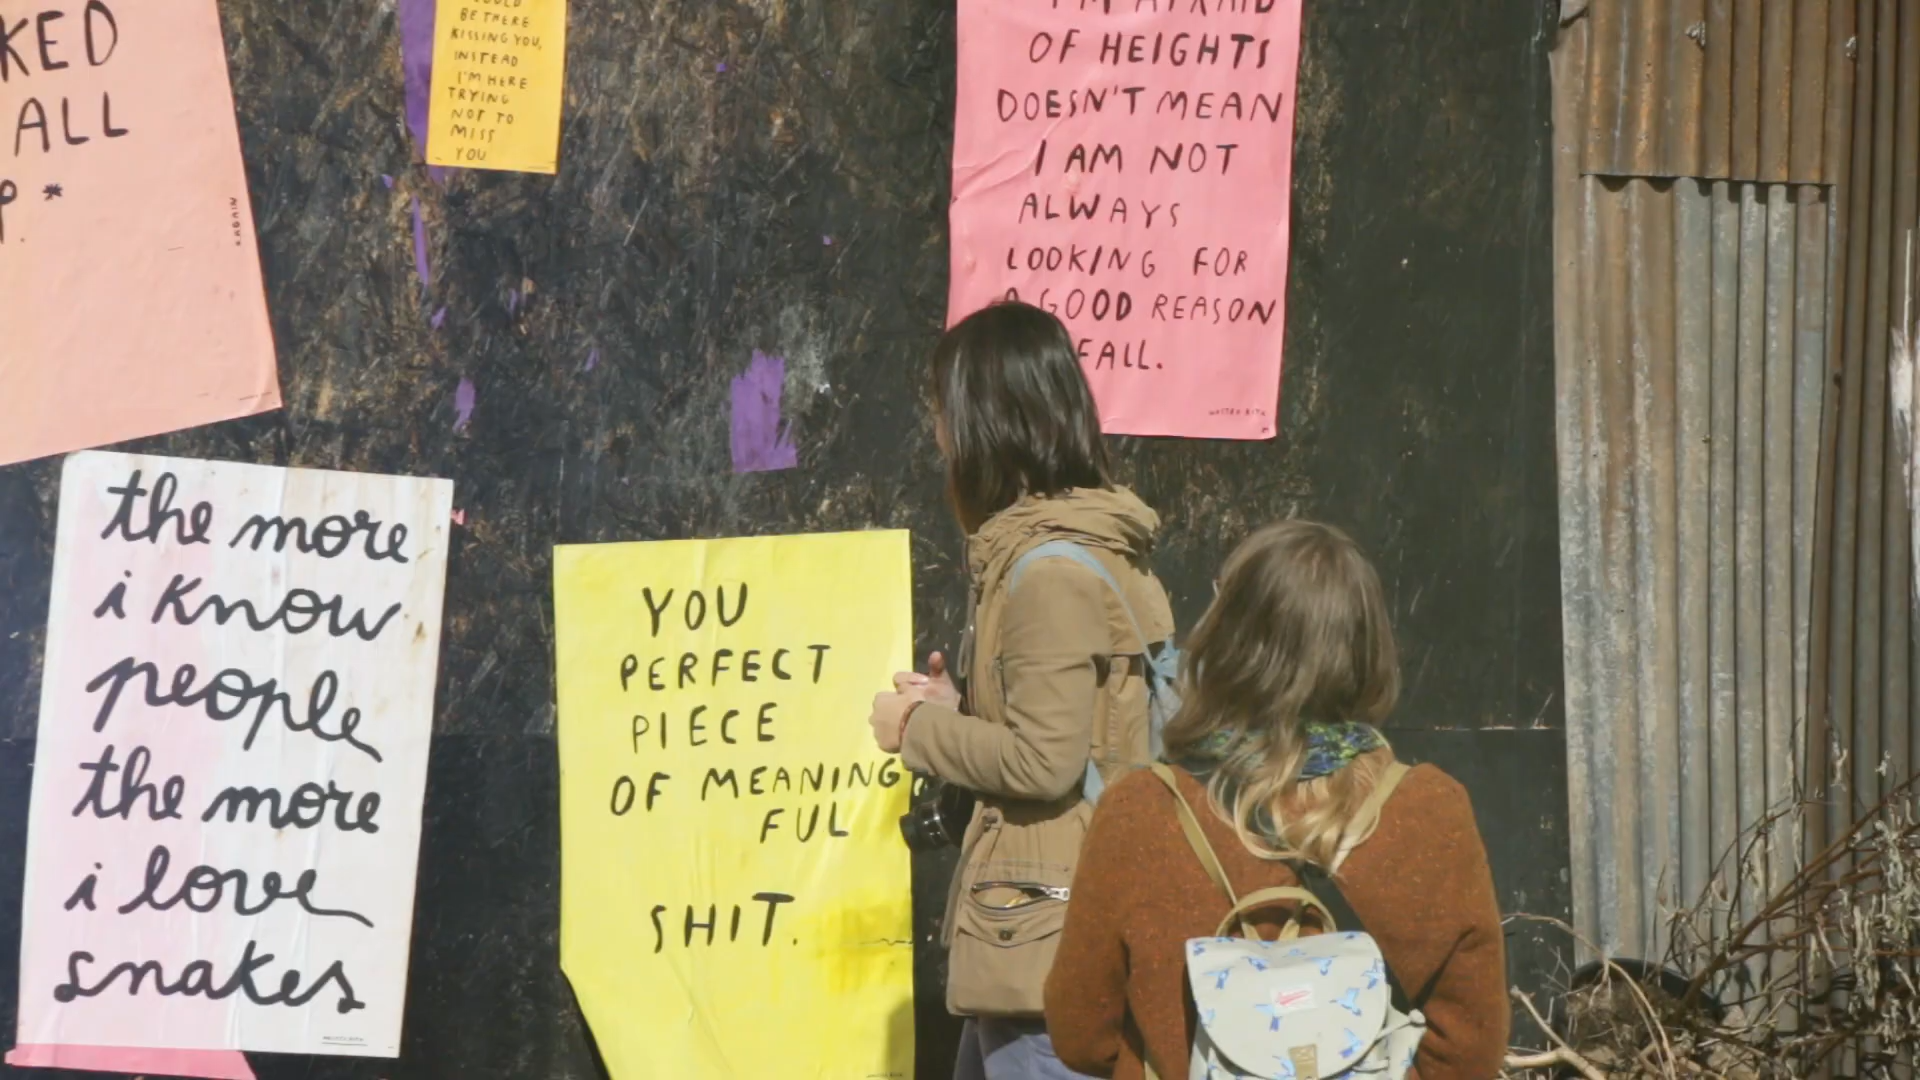 KED
ALL
P.*
*AGAIN
BE THERE
KISSING YOU,
INSTEAD
I'M HERE
TRYING
NOT TO
MISS
YOU
I'M AFRAID
OF HEIGHTS
DOESN'T MEAN
I AM NOT
ALWAYS
LOOKING FOR
A GOOD REASON
FALL.
the more
i know
people
the more
i love
snakes
YOU
PERFECT
PIECE
OF MEANING
FUL
SHIT.